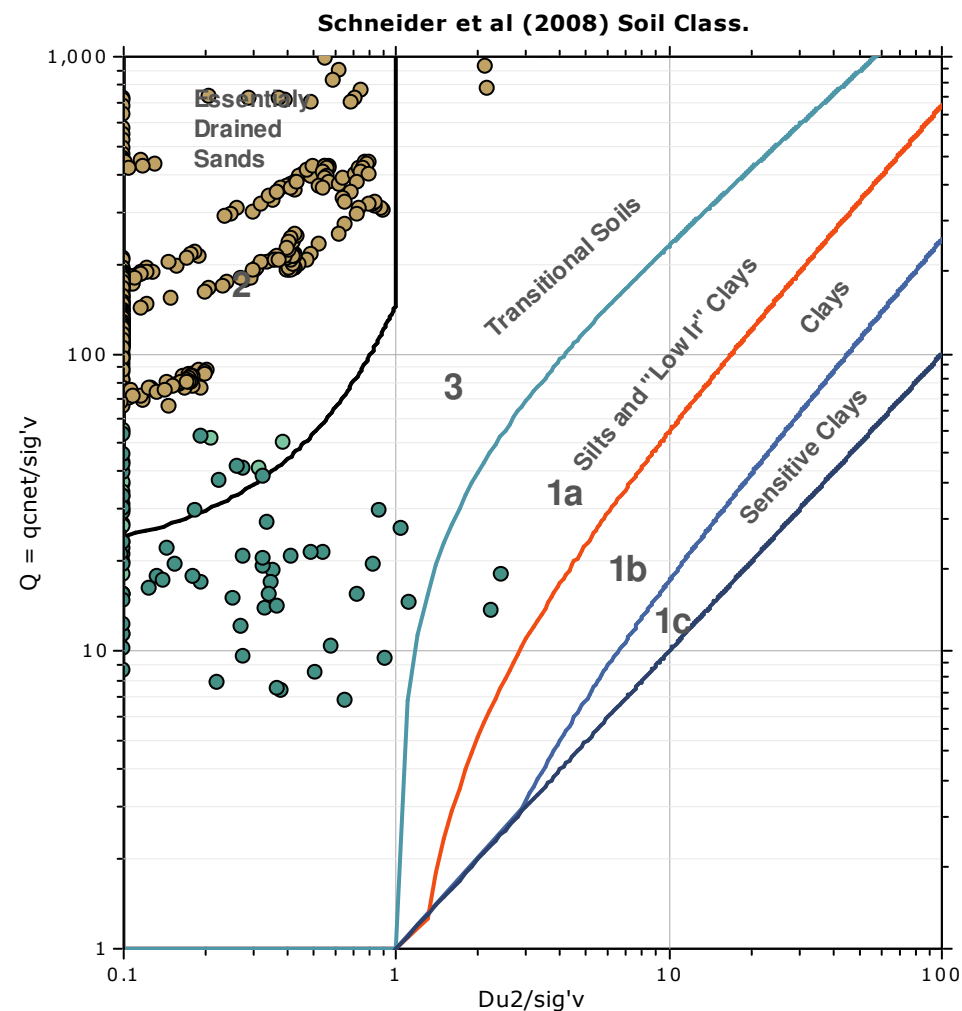 Schneider et al (2008) Soil Class.
1,000
Essentialy
Drained
Sands
Transitional Soils
Silts and "Low Ir" Clays
Clays
2
100
3
Sensitive Clays
1a
Q = qcnet/sig'v
1b
1c
10
1
0.1
1
10
100
Du2/sig'v